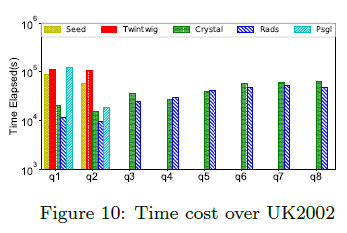 10^6
Seed Twintwig Crystal Rads Psgl
10^5
Time Elapsed(s)
10^4
10^3
q1 q2 q3 q4 q5 q6 q7 q8
Figure 10: Time cost over UK2002